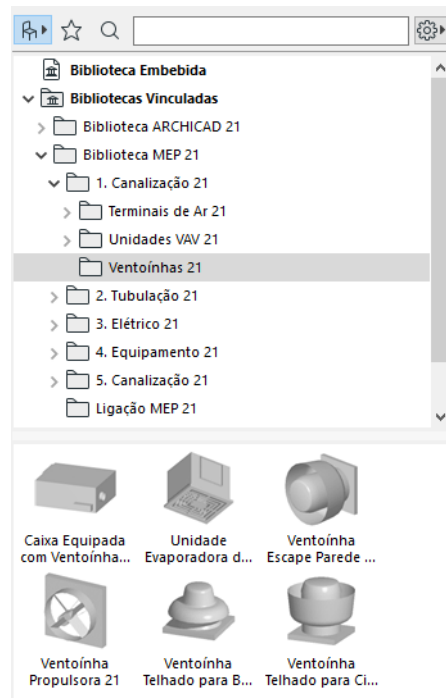 Biblioteca Embebida
Bibliotecas Vinculadas
Biblioteca ARCHICAD 21
Biblioteca MEP 21
1. Canalização 21
Terminais de Ar 21
Unidades VAV 21
Ventoínhas 21
2. Tubulação 21
3. Elétrico 21
4. Equipamento 21
5. Canalização 21
Ligação MEP 21
Caixa Equipada
com Ventoínha...
Unidade
Evaporadora d...
Ventoínha
Escape Parede ...
Ventoínha
Propulsora 21
Ventoínha
Telhado para B...
Ventoínha
Telhado para Ci...